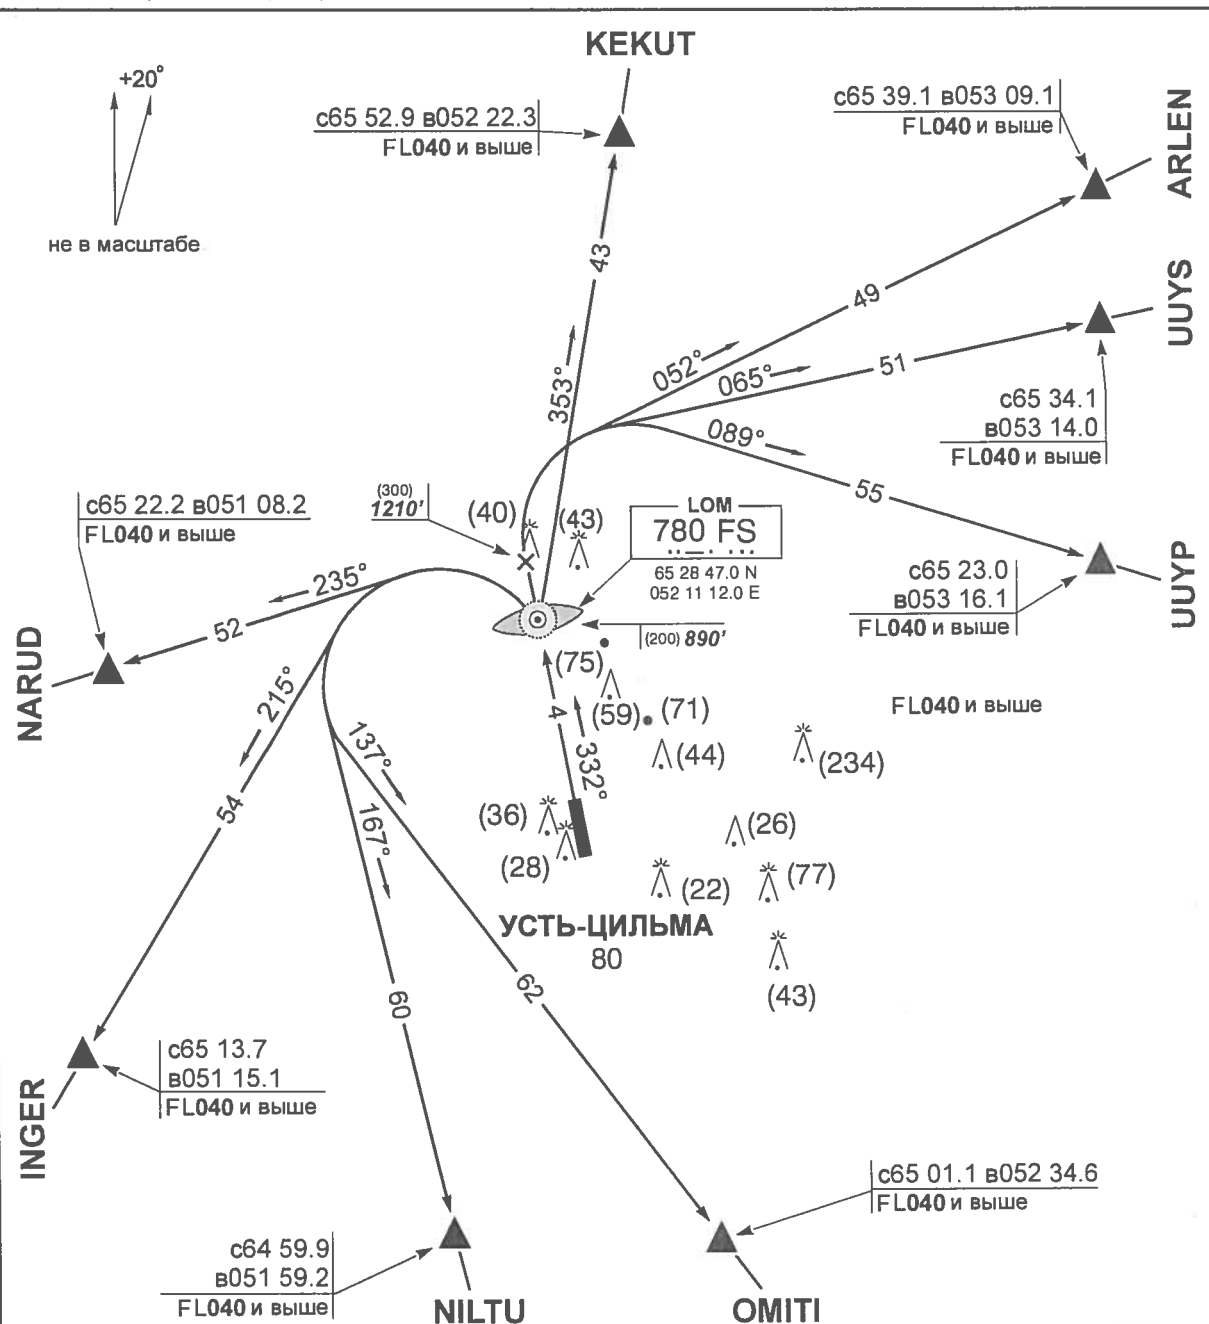 KEKUT
+20°
с65 52.9 в052 22.3
FL040 и выше
с65 39.1 в053 09.1
FL040 и выше
ARLEN
не в масштабе
43
49
UUYS
353°
052°
065°
51
с65 34.1
в053 14.0
FL040 и выше
089°
55
с65 22.2 в051 08.2
FL040 и выше
(300)
1210'
(40)
(43)
LOM
780 FS
65 28 47.0 N
052 11 12.0 E
с65 23.0
в053 16.1
FL040 и выше
UUYP
235°
52
(200) 890'
NARUD
(75)
(59)
(71)
FL040 и выше
215°
4
(44)
(234)
137°
332°
54
167°
(36)
(28)
(26)
(22)
(77)
УСТЬ-ЦИЛЬМА
80
(43)
60
62
с65 13.7
в051 15.1
FL040 и выше
INGER
с65 01.1 в052 34.6
FL040 и выше
с64 59.9
в051 59.2
FL040 и выше
NILTU
OMITI